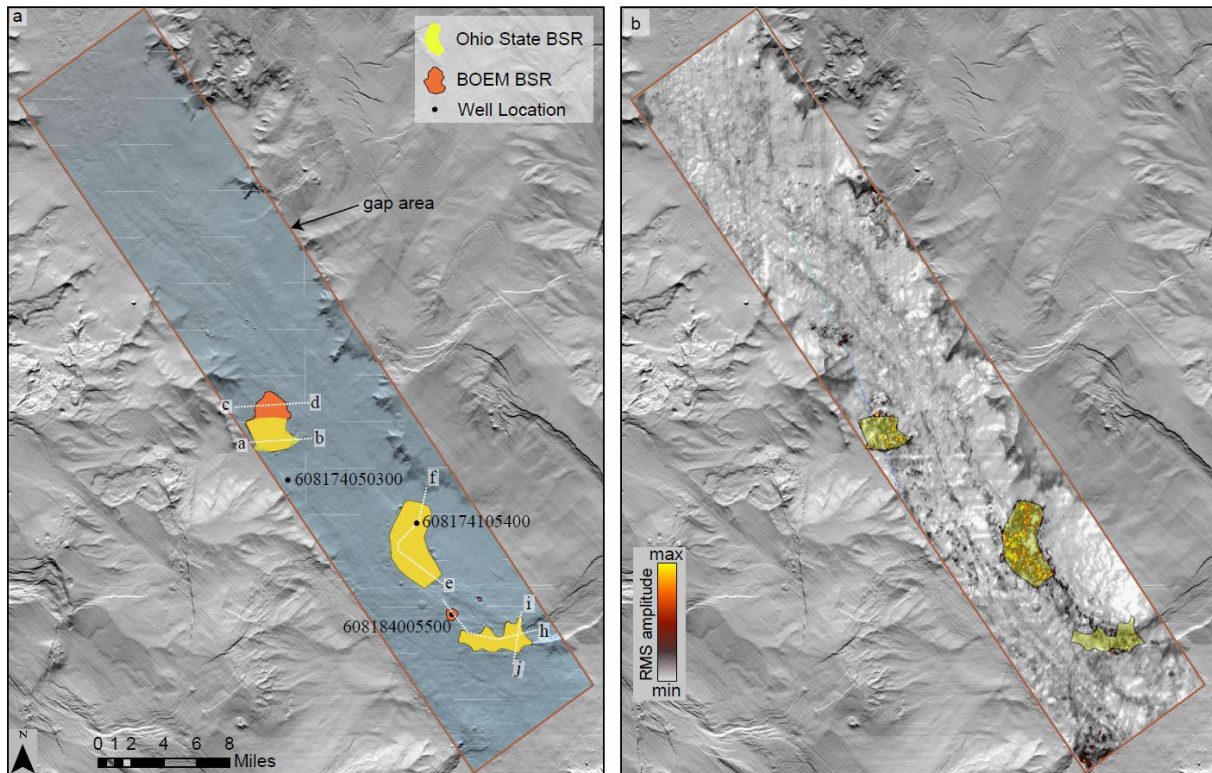 a
Ohio State BSR
BOEM BSR
Well Location
gap area
c
d
a
b
608174050300
f
608174105400
e
i
608184005500
h
j
N
0 1 2 4 6 8
Miles
b
max
RMS amplitude
min